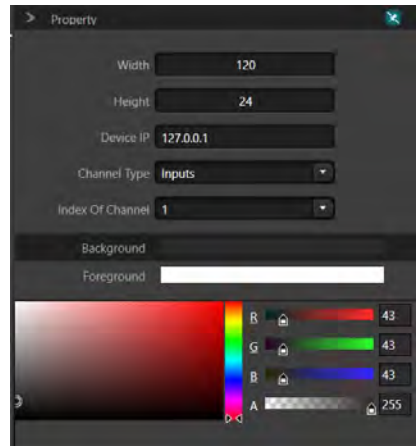 Property
Width 120
Height 24
Device IP 127.0.0.1
Channel Type Inputs
Index Of Channel 1
Background
Foreground
R 43
G 43
B 43
A 255